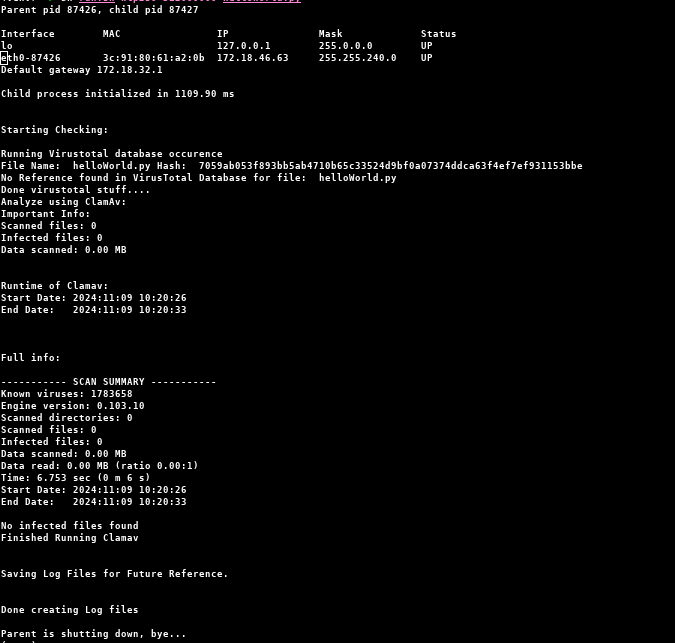 Parent pid 87426, child pid 87427
Interface MAC IP Mask Status
lo 127.0.0.1 255.0.0.0 UP
eth0-87426 3c:91:80:61:a2:0b 172.18.46.63 255.255.240.0 UP
Default gateway 172.18.32.1
Child process initialized in 1109.90 ms
Starting Checking:
Running Virustotal database occurence
File Name:  helloWorld.py Hash:  7059ab053f893bb5ab4710b65c33524d9bf0a07374ddca63f4ef7ef931153bbe
No Reference found in VirusTotal Database for file:  helloWorld.py
Done virustotal stuff....
Analyze using ClamAv:
Important Info:
Scanned files: 0
Infected files: 0
Data scanned: 0.00 MB
Runtime of Clamav:
Start Date: 2024:11:09 10:20:26
End Date:   2024:11:09 10:20:33
Full info:
----------- SCAN SUMMARY -----------
Known viruses: 1783658
Engine version: 0.103.10
Scanned directories: 0
Scanned files: 0
Infected files: 0
Data scanned: 0.00 MB
Data read: 0.00 MB (ratio 0.00:1)
Time: 6.753 sec (0 m 6 s)
Start Date: 2024:11:09 10:20:26
End Date:   2024:11:09 10:20:33
No infected files found
Finished Running Clamav
Saving Log Files for Future Reference.
Done creating Log files
Parent is shutting down, bye...